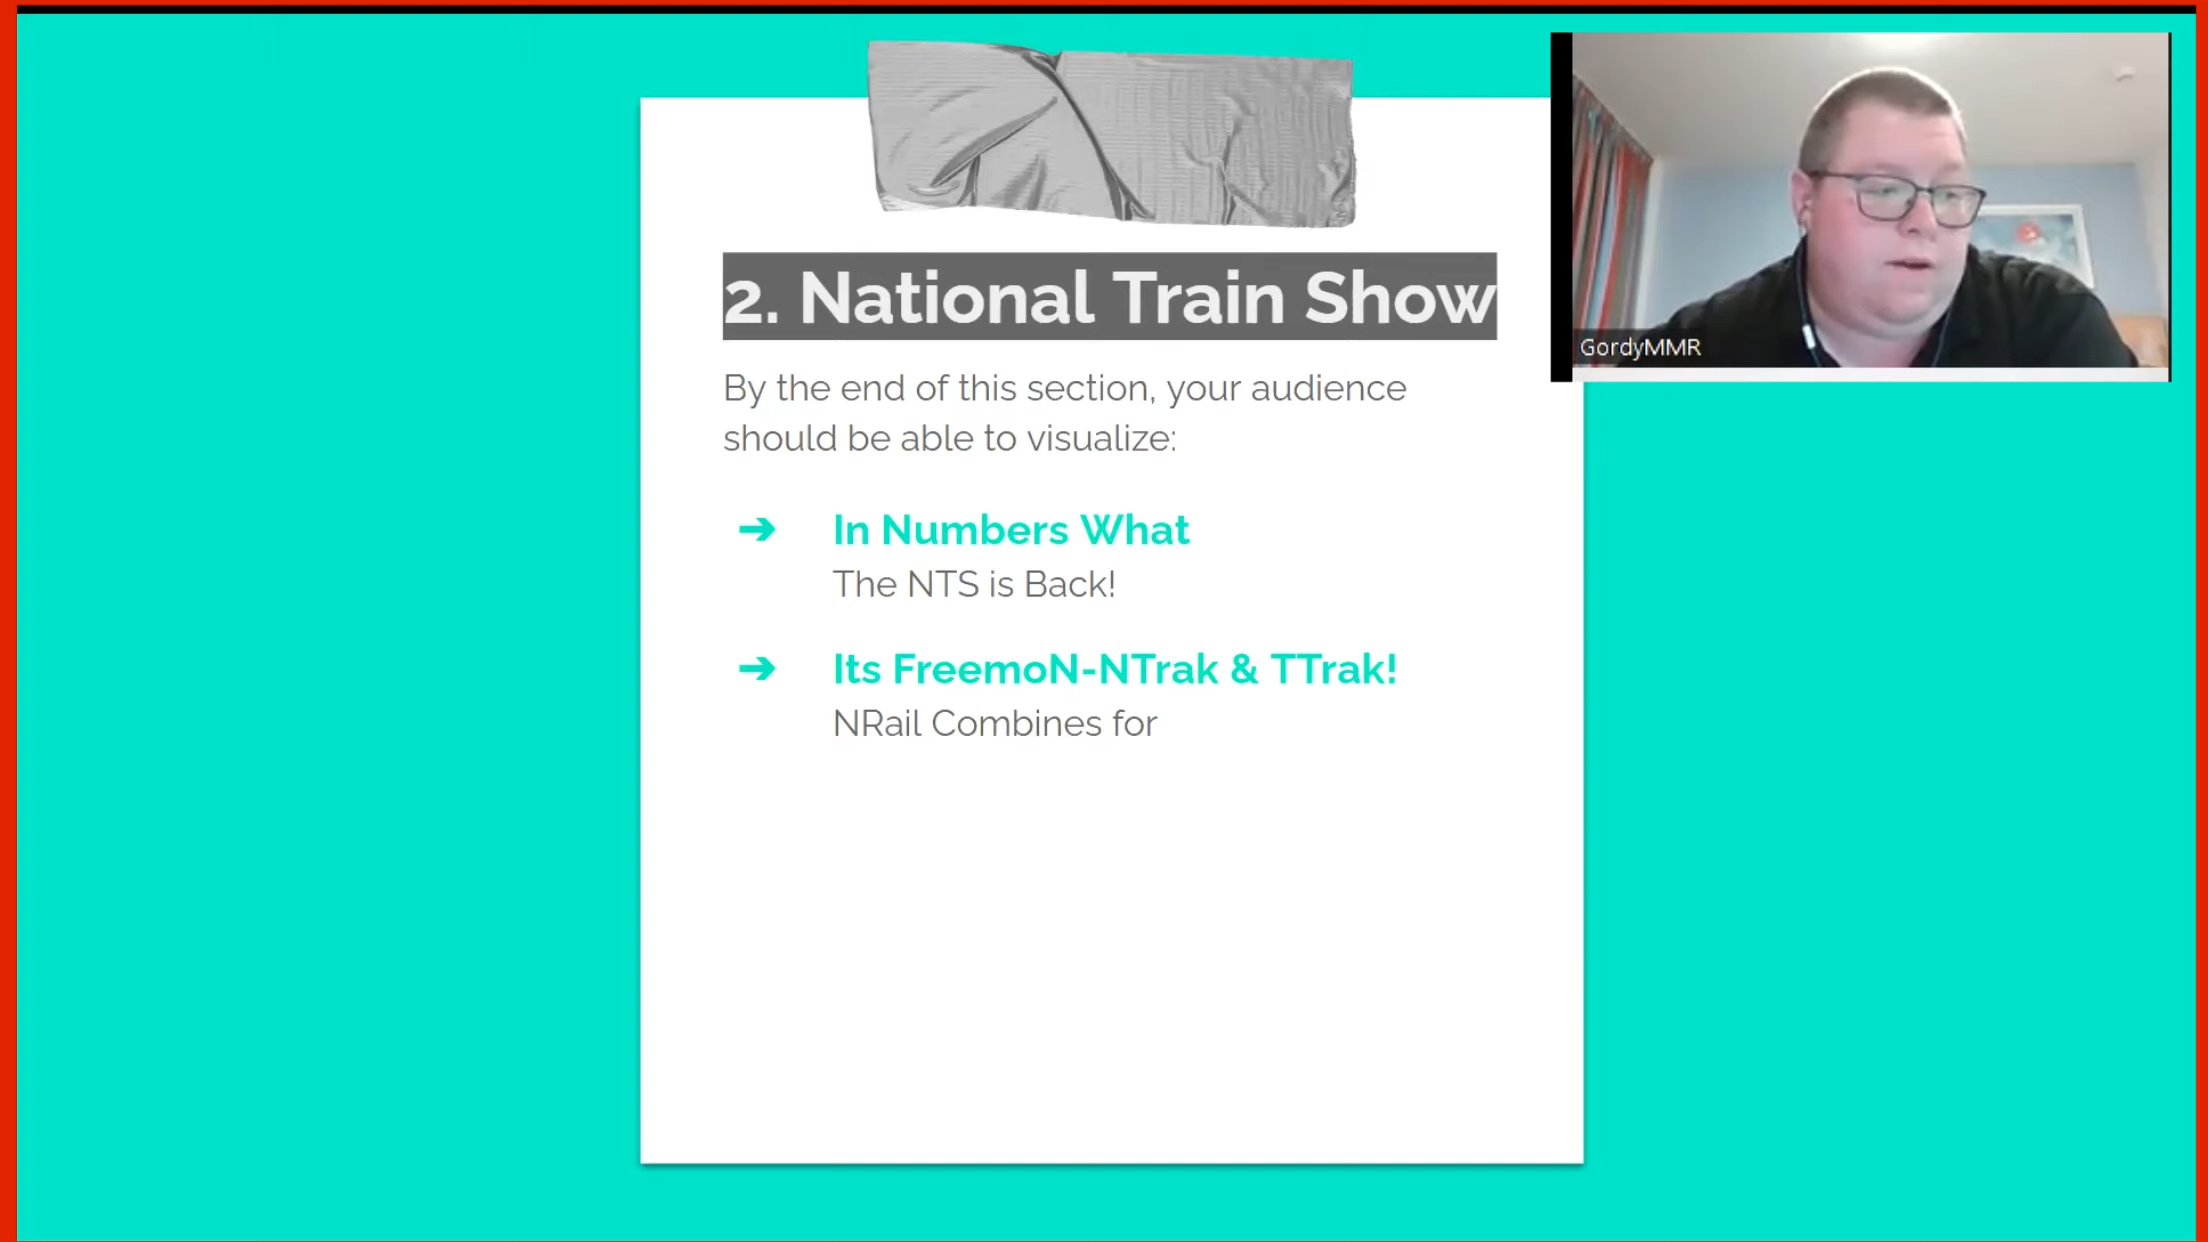 2. National Train Show
By the end of this section, your audience
should be able to visualize:
➔ In Numbers What
The NTS is Back!
➔ Its FreemoN-NTrak & TTrak!
NRail Combines for
GordyMMR